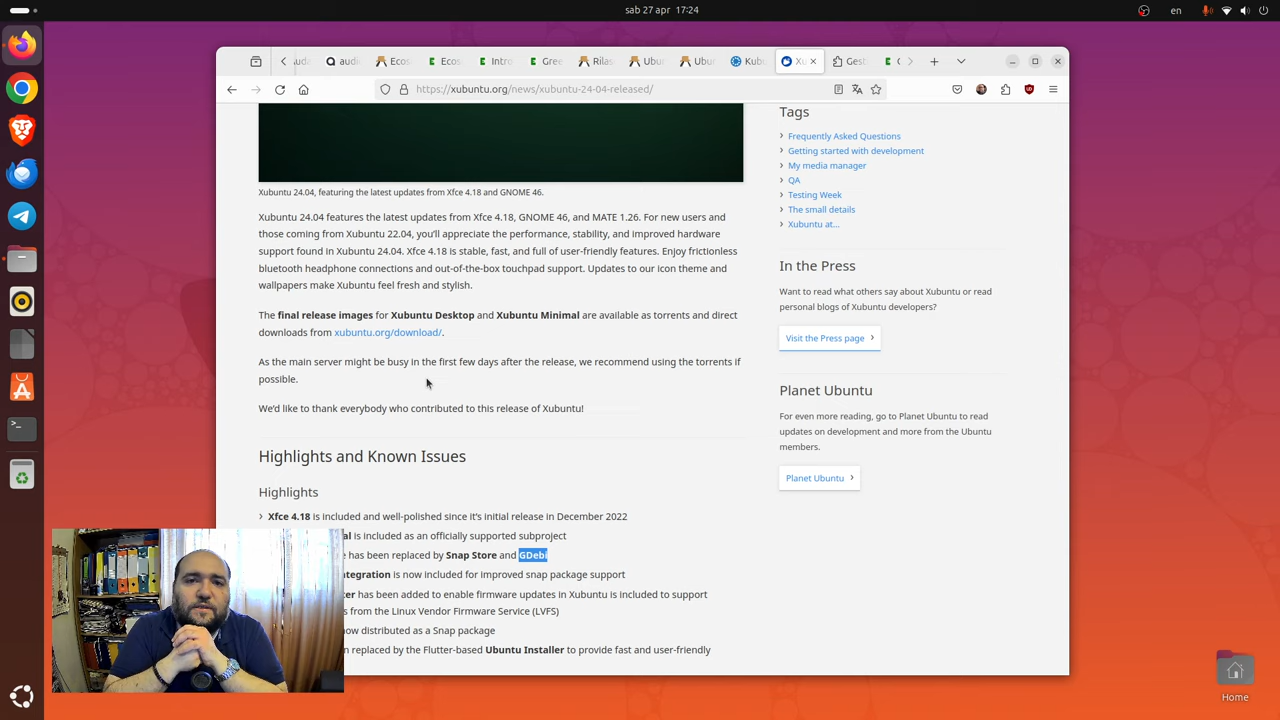 sab 27 apr 17:24
en
auda
audi
Ecos
Ecos
Intro
Gre
Rila
Ubun
Ubu
Kub
Xu
Gest
https://xubuntu.org/news/xubuntu-24-04-released/
Xubuntu 24.04, featuring the latest updates from Xfce 4.18 and GNOME 46.
Xubuntu 24.04 features the latest updates from Xfce 4.18, GNOME 46, and MATE 1.26. For new users and
those coming from Xubuntu 22.04, you'll appreciate the performance, stability, and improved hardware
support found in Xubuntu 24.04. Xfce 4.18 is stable, fast, and full of user-friendly features. Enjoy frictionless
bluetooth headphone connections and out-of-the-box touchpad support. Updates to our icon theme and
wallpapers make Xubuntu feel fresh and stylish.
The final release images for Xubuntu Desktop and Xubuntu Minimal are available as torrents and direct
downloads from xubuntu.org/download/.
As the main server might be busy in the first few days after the release, we recommend using the torrents if
possible.
We'd like to thank everybody who contributed to this release of Xubuntu!
Highlights and Known Issues
Highlights
Xfce 4.18 is included and well-polished since it's initial release in December 2022
al is included as an officially supported subproject
e has been replaced by Snap Store and GDebi
ntegration is now included for improved snap package support
ter has been added to enable firmware updates in Xubuntu is included to support
s from the Linux Vendor Firmware Service (LVFS)
now distributed as a Snap package
n replaced by the Flutter-based Ubuntu Installer to provide fast and user-friendly
Tags
Frequently Asked Questions
Getting started with development
My media manager
QA
Testing Week
The small details
Xubuntu at...
In the Press
Want to read what others say about Xubuntu or read
personal blogs of Xubuntu developers?
Visit the Press page
Planet Ubuntu
For even more reading, go to Planet Ubuntu to read
updates on development and more from the Ubuntu
members.
Planet Ubuntu
Home